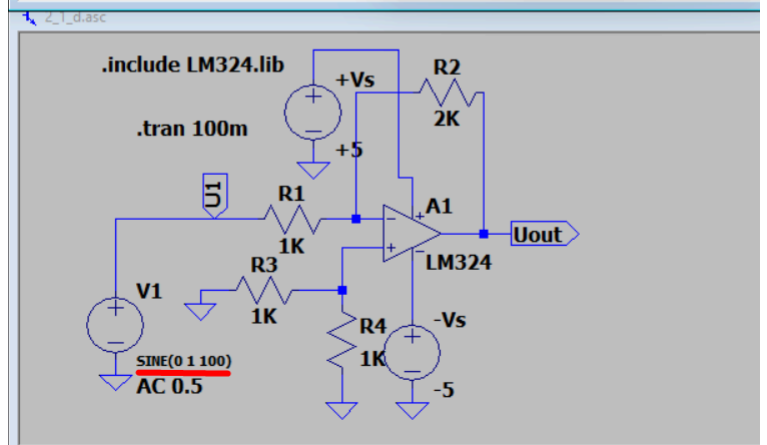 2_1_d.asc
.include LM324.lib
+Vs
R2
2K
.tran 100m
+5
U1
R1
1K
A1
LM324
Uout
R3
1K
V1
R4
1K
-Vs
-5
SINE(0 1 100)
AC 0.5